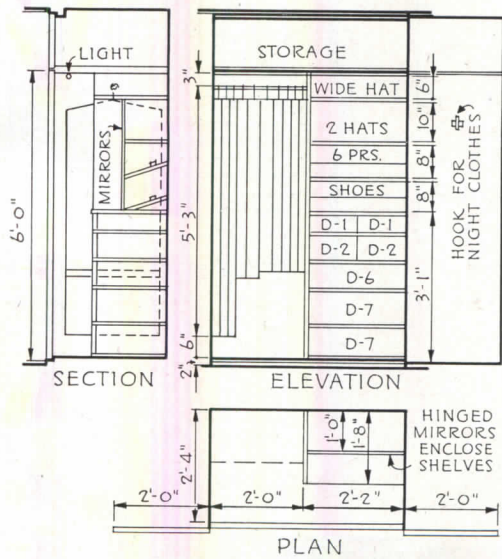 LIGHT
STORAGE
3"
WIDE HAT
6"
2 HATS
10"
6 PRS.
8"
SHOES
8"
MIRRORS
HOOK FOR
NIGHT CLOTHES
6'-0"
5'-3"
D-1 D-1
D-2 D-2
D-6
D-7
D-7
3'-1"
6"
2"
SECTION
ELEVATION
2'-4"
1'-0"
1'-8"
HINGED
MIRRORS
ENCLOSE
SHELVES
2'-0"
2'-0"
2'-2"
2'-0"
PLAN